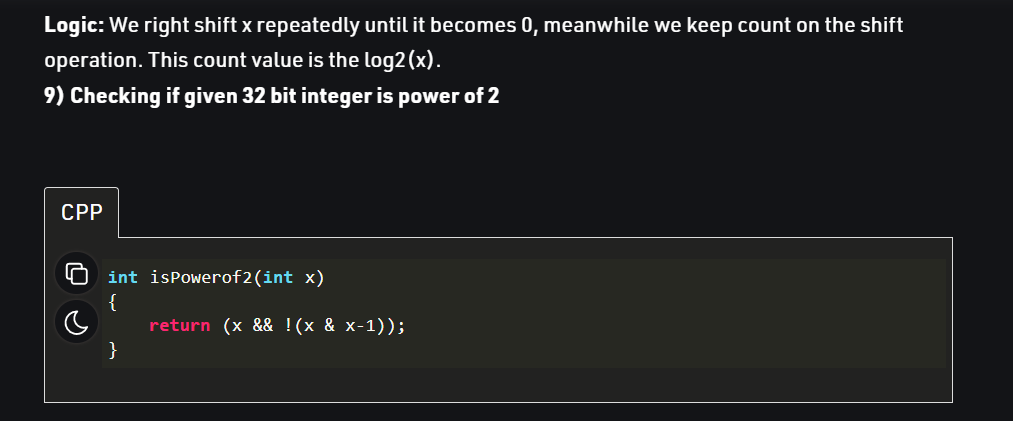 Logic: We right shift x repeatedly until it becomes 0, meanwhile we keep count on the shift
operation. This count value is the log2(x).
9) Checking if given 32 bit integer is power of 2
CPP
int isPowerof2(int x)
{
    return (x && !(x & x-1));
}